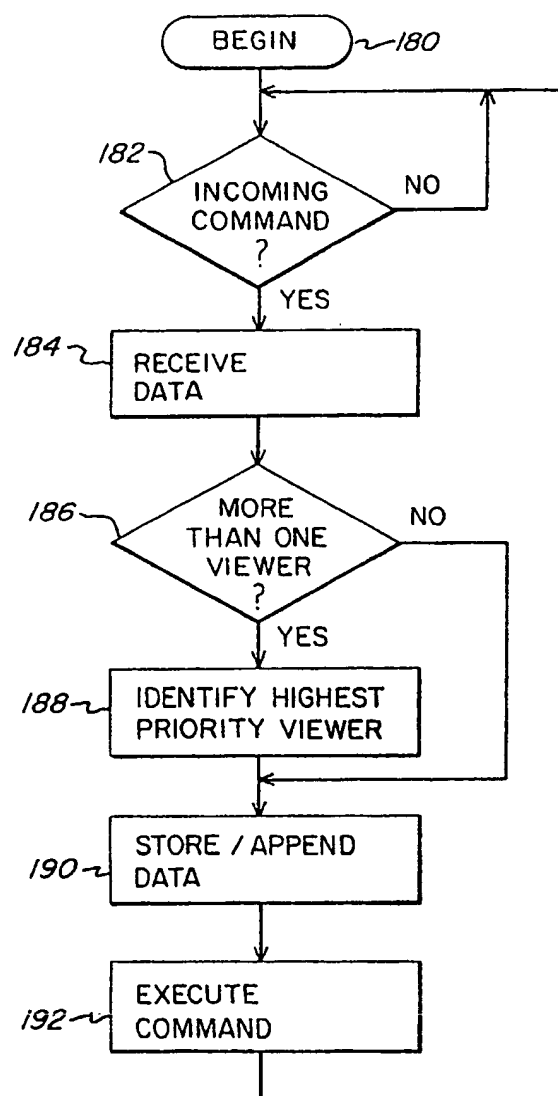 BEGIN
180
182
INCOMING
COMMAND
?
NO
YES
184
RECEIVE
DATA
186
MORE
THAN ONE
VIEWER
?
NO
YES
188
IDENTIFY HIGHEST
PRIORITY VIEWER
190
STORE / APPEND
DATA
192
EXECUTE
COMMAND